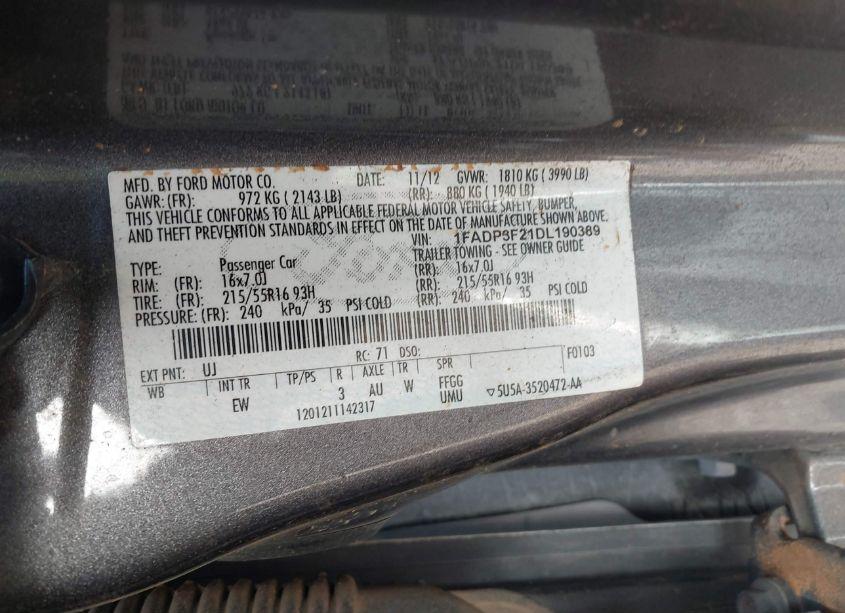 MFD. BY FORD MOTOR CO. DATE: 11/12 GVWR: 1810 KG ( 3990 LB)
GAWR: (FR): 972 KG ( 2143 LB) (RR): 880 KG ( 1940 LB)
THIS VEHICLE CONFORMS TO ALL APPLICABLE FEDERAL MOTOR VEHICLE SAFETY, BUMPER,
AND THEFT PREVENTION STANDARDS IN EFFECT ON THE DATE OF MANUFACTURE SHOWN ABOVE.
VIN: 1FADP3F21DL190389
TYPE: Passenger Car TRAILER TOWING - SEE OWNER GUIDE
RIM: (FR): 16x7.0J (RR): 16x7.0J
TIRE: (FR): 215/55R16 93H (RR): 215/55R16 93H
PRESSURE: (FR): 240 kPa/ 35 PSI COLD (RR): 240 kPa/ 35 PSI COLD
EXT PNT: UJ RC: 71 DSO: F0103
WB INT TR TP/PS R AXLE TR SPR
EW 3 AU W FFGG
UMU ▽5U5A-3520472-AA
1201211142317